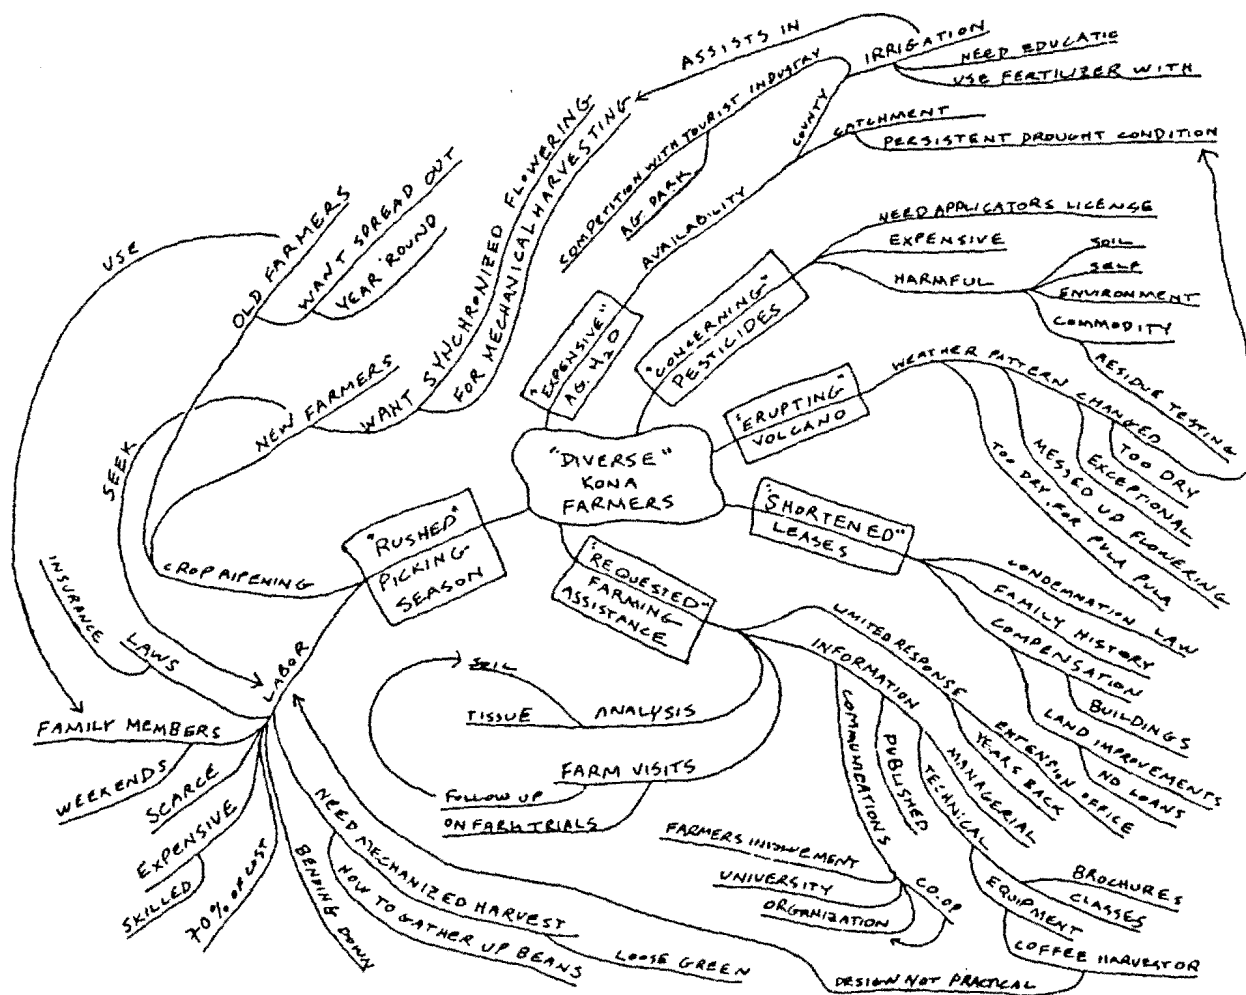 "DIVERSE"
KONA
FARMERS
"EXPENSIVE"
AG. H2O
AVAILABILITY
COUNTY
COMPETITION WITH TOURIST INDUSTRY
AG. PARK
IRRIGATION
NEED EDUCATIO
USE FERTILIZER WITH
ASSISTS IN
CATCHMENT
PERSISTENT DROUGHT CONDITION
"CONCERNING"
PESTICIDES
NEED APPLICATORS LICENSE
EXPENSIVE
HARMFUL
SOIL
SELF
ENVIRONMENT
COMMODITY
RESIDUE TESTING
"ERUPTING"
VOLCANO
WEATHER PATTERN CHANGED
TOO DRY
EXCEPTIONAL
MESSED UP FLOWERING
TOO DRY FOR PULA PULA
"SHORTENED"
LEASES
CONDEMNATION LAW
FAMILY HISTORY
COMPENSATION
BUILDINGS
LAND IMPROVEMENTS
NO LOANS
"REQUESTED"
FARMING
ASSISTANCE
LIMITED RESPONSE
EXTENSION OFFICE
YEARS BACK
INFORMATION
MANAGERIAL
TECHNICAL
EQUIPMENT
BROCHURES
CLASSES
COFFEE HARVESTOR
DESIGN NOT PRACTICAL
PUBLISHED
COMMUNICATIONS
CO.OP
FARMERS INVOLVEMENT
UNIVERSITY
ORGANIZATION
ANALYSIS
SOIL
TISSUE
FARM VISITS
FOLLOW UP
ON FARM TRIALS
"RUSHED"
PICKING
SEASON
CROP RIPENING
OLD FARMERS
WANT SPREAD OUT
YEAR 'ROUND
USE
NEW FARMERS
WANT SYNCHRONIZED FLOWERING
FOR MECHANICAL HARVESTING
SEEK
LABOR
LAWS
INSURANCE
FAMILY MEMBERS
WEEKENDS
SCARCE
EXPENSIVE
SKILLED
70% OF COST
BENDING DOWN
NEED MECHANIZED HARVEST
HOW TO GATHER UP BEANS
LOOSE GREEN